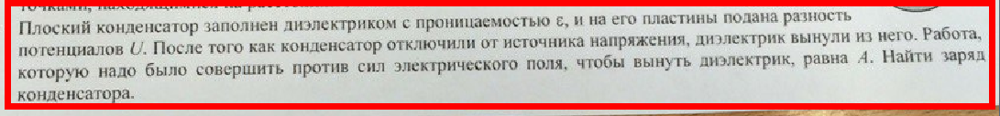 Плоский конденсатор заполнен диэлектриком с проницаемостью ε, и на его пластины подана разность
потенциалов U. После того как конденсатор отключили от источника напряжения, диэлектрик вынули из него. Работа,
которую надо было совершить против сил электрического поля, чтобы вынуть диэлектрик, равна A. Найти заряд
конденсатора.